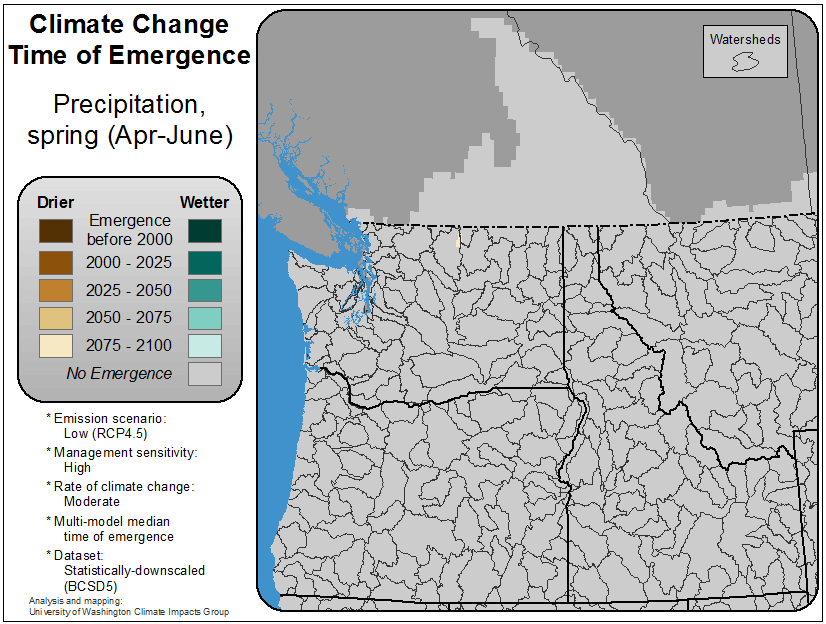 Climate Change
Time of Emergence
Precipitation,
spring (Apr-June)
Drier
Wetter
Emergence
before 2000
2000 - 2025
2025 - 2050
2050 - 2075
2075 - 2100
No Emergence
* Emission scenario:
Low (RCP4.5)
* Management sensitivity:
High
* Rate of climate change:
Moderate
* Multi-model median
time of emergence
* Dataset:
Statistically-downscaled
(BCSD5)
Analysis and mapping:
University of Washington Climate Impacts Group
Watersheds